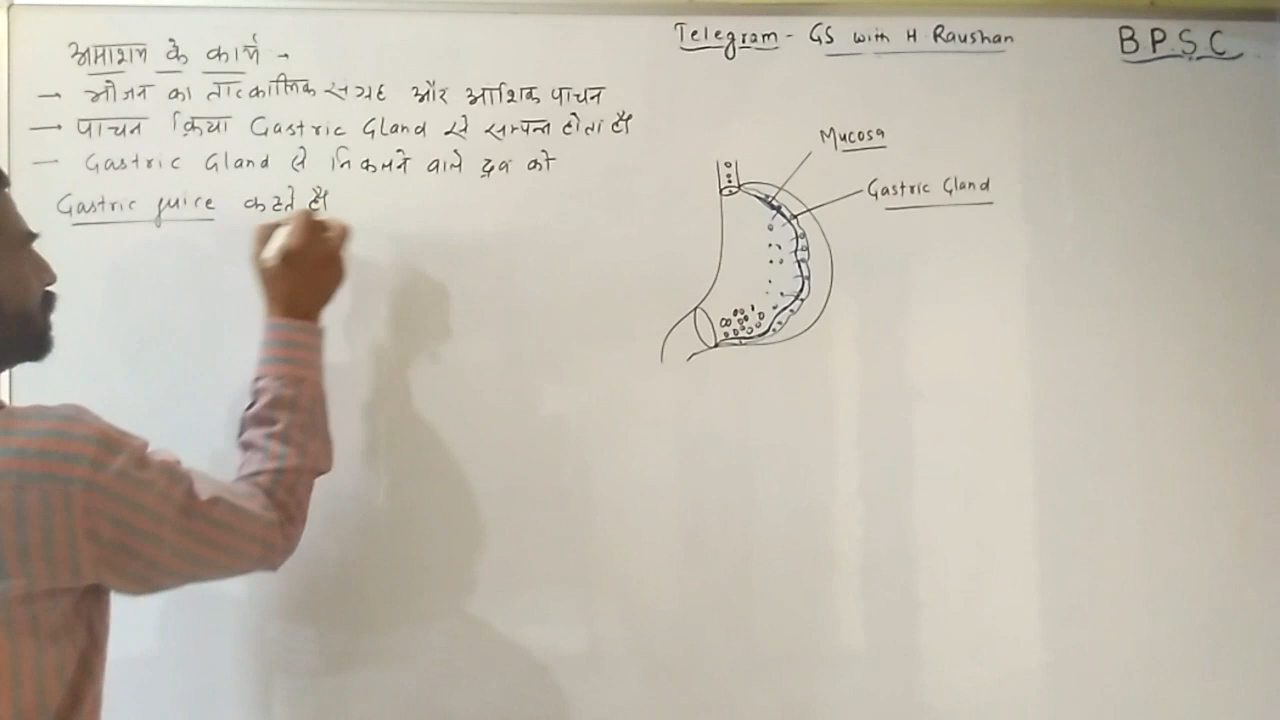 Telegram - GS with H Raushan
BPSC
अमाशय के कार्य -
→ भोजन का तात्कालिक संग्रह और आंशिक पाचन
→ पाचन क्रिया Gastric Gland से सम्पन्न होता है
— Gastric Gland से निकलने वाले द्रव को
Gastric juice कहते है
Mucosa
Gastric Gland